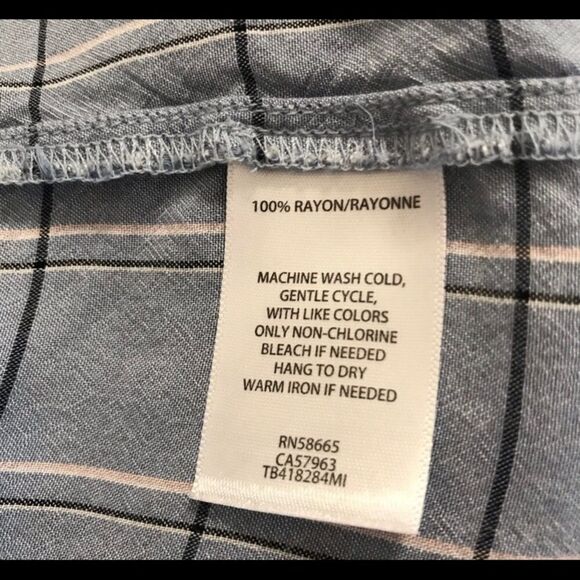 100% RAYON/RAYONNE
MACHINE WASH COLD,
GENTLE CYCLE,
WITH LIKE COLORS
ONLY NON-CHLORINE
BLEACH IF NEEDED
HANG TO DRY
WARM IRON IF NEEDED
RN58665
CA57963
TB418284MI